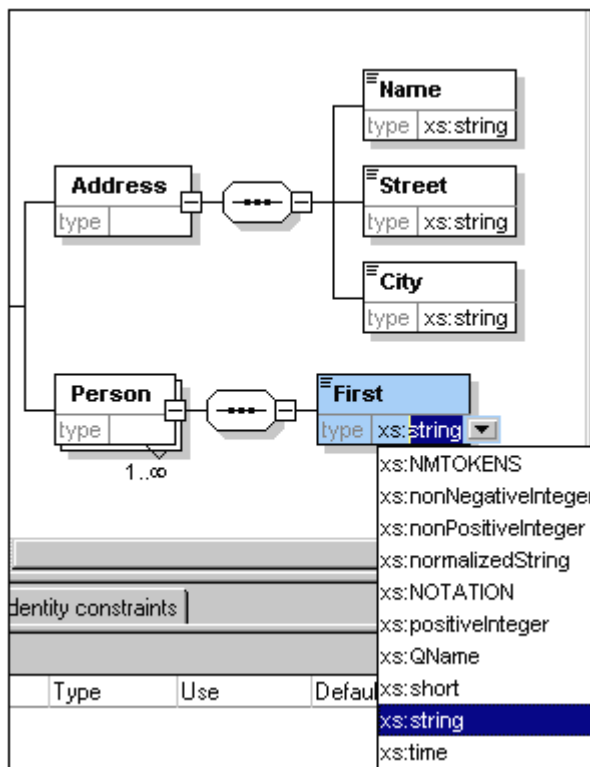 Name
type xs:string
Address
type
Street
type xs:string
City
type xs:string
Person
type
1..∞
First
type xs:string
xs:NMTOKENS
xs:nonNegativeInteger
xs:nonPositiveInteger
xs:normalizedString
xs:NOTATION
xs:positiveInteger
xs:QName
xs:short
xs:string
xs:time
dentity constraints
Type Use Defaul